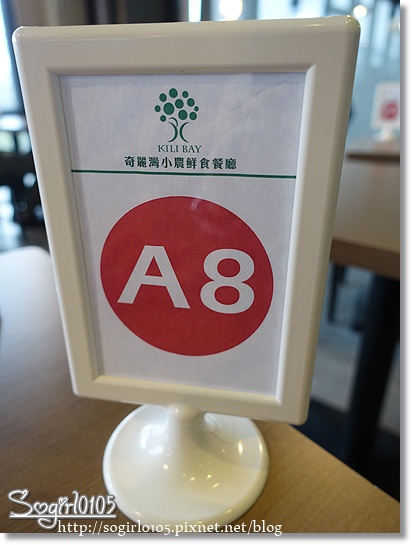 KILI BAY
奇麗灣小農鮮食餐廳
A8
Sogirl0105
http://sogirl0105.pixnet.net/blog